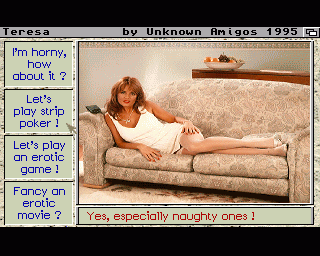 Teresa by Unknown Amigos 1995
I'm horny,
how
about it ?
Let's
play strip
poker !
Let's play
an erotic
game !
Fancy an
erotic
movie ?
Yes, especially naughty ones !